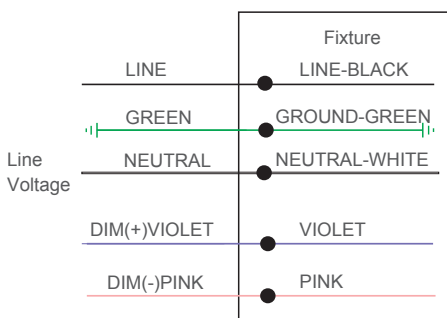 Fixture
LINE LINE-BLACK
GREEN GROUND-GREEN
Line
Voltage
NEUTRAL NEUTRAL-WHITE
DIM(+)VIOLET VIOLET
DIM(-)PINK PINK